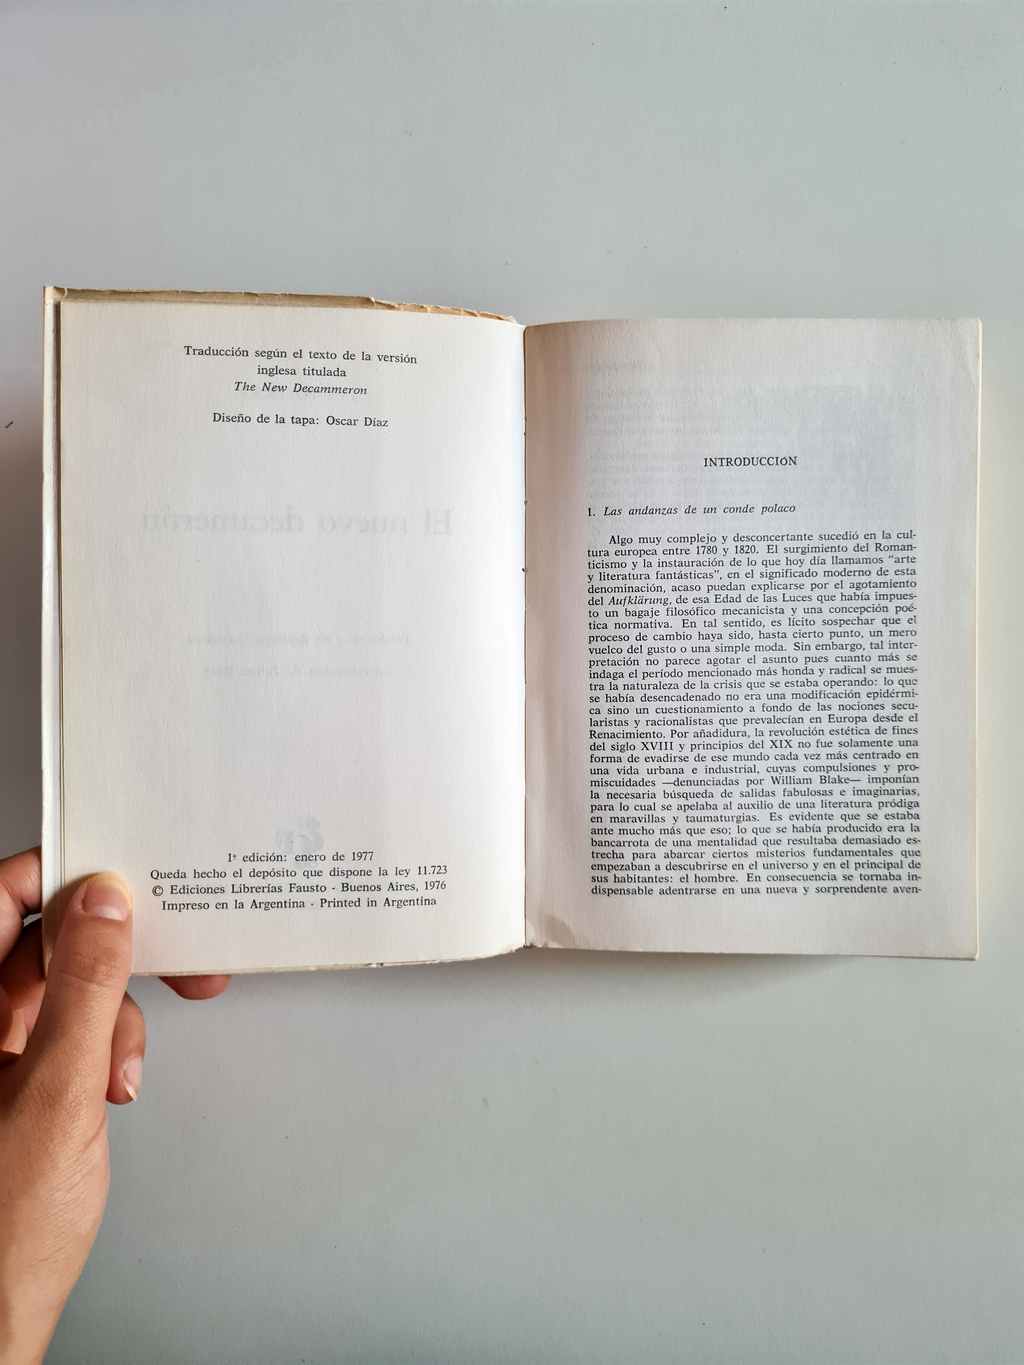 Traducción según el texto de la versión
inglesa titulada
The New Decammeron
Diseño de la tapa: Oscar Díaz
El nuevo decamerón
1ª edición: enero de 1977
Queda hecho el depósito que dispone la ley 11.723
© Ediciones Librerías Fausto - Buenos Aires, 1976
Impreso en la Argentina - Printed in Argentina
INTRODUCCIÓN
1. Las andanzas de un conde polaco
Algo muy complejo y desconcertante sucedió en la cul-
tura europea entre 1780 y 1820. El surgimiento del Roman-
ticismo y la instauración de lo que hoy día llamamos "arte
y literatura fantásticas", en el significado moderno de esta
denominación, acaso puedan explicarse por el agotamiento
del Aufklärung, de esa Edad de las Luces que había impues-
to un bagaje filosófico mecanicista y una concepción poé-
tica normativa. En tal sentido, es lícito sospechar que el
proceso de cambio haya sido, hasta cierto punto, un mero
vuelco del gusto o una simple moda. Sin embargo, tal inter-
pretación no parece agotar el asunto pues cuanto más se
indaga el período mencionado más honda y radical se mues-
tra la naturaleza de la crisis que se estaba operando: lo que
se había desencadenado no era una modificación epidérmi-
ca sino un cuestionamiento a fondo de las nociones secu-
laristas y racionalistas que prevalecían en Europa desde el
Renacimiento. Por añadidura, la revolución estética de fines
del siglo XVIII y principios del XIX no fue solamente una
forma de evadirse de ese mundo cada vez más centrado en
una vida urbana e industrial, cuyas compulsiones y pro-
miscuidades —denunciadas por William Blake— imponían
la necesaria búsqueda de salidas fabulosas e imaginarias,
para lo cual se apelaba al auxilio de una literatura pródiga
en maravillas y taumaturgias. Es evidente que se estaba
ante mucho más que eso; lo que se había producido era la
bancarrota de una mentalidad que resultaba demasiado es-
trecha para abarcar ciertos misterios fundamentales que
empezaban a descubrirse en el universo y en el principal de
sus habitantes: el hombre. En consecuencia se tornaba in-
dispensable adentrarse en una nueva y sorprendente aven-